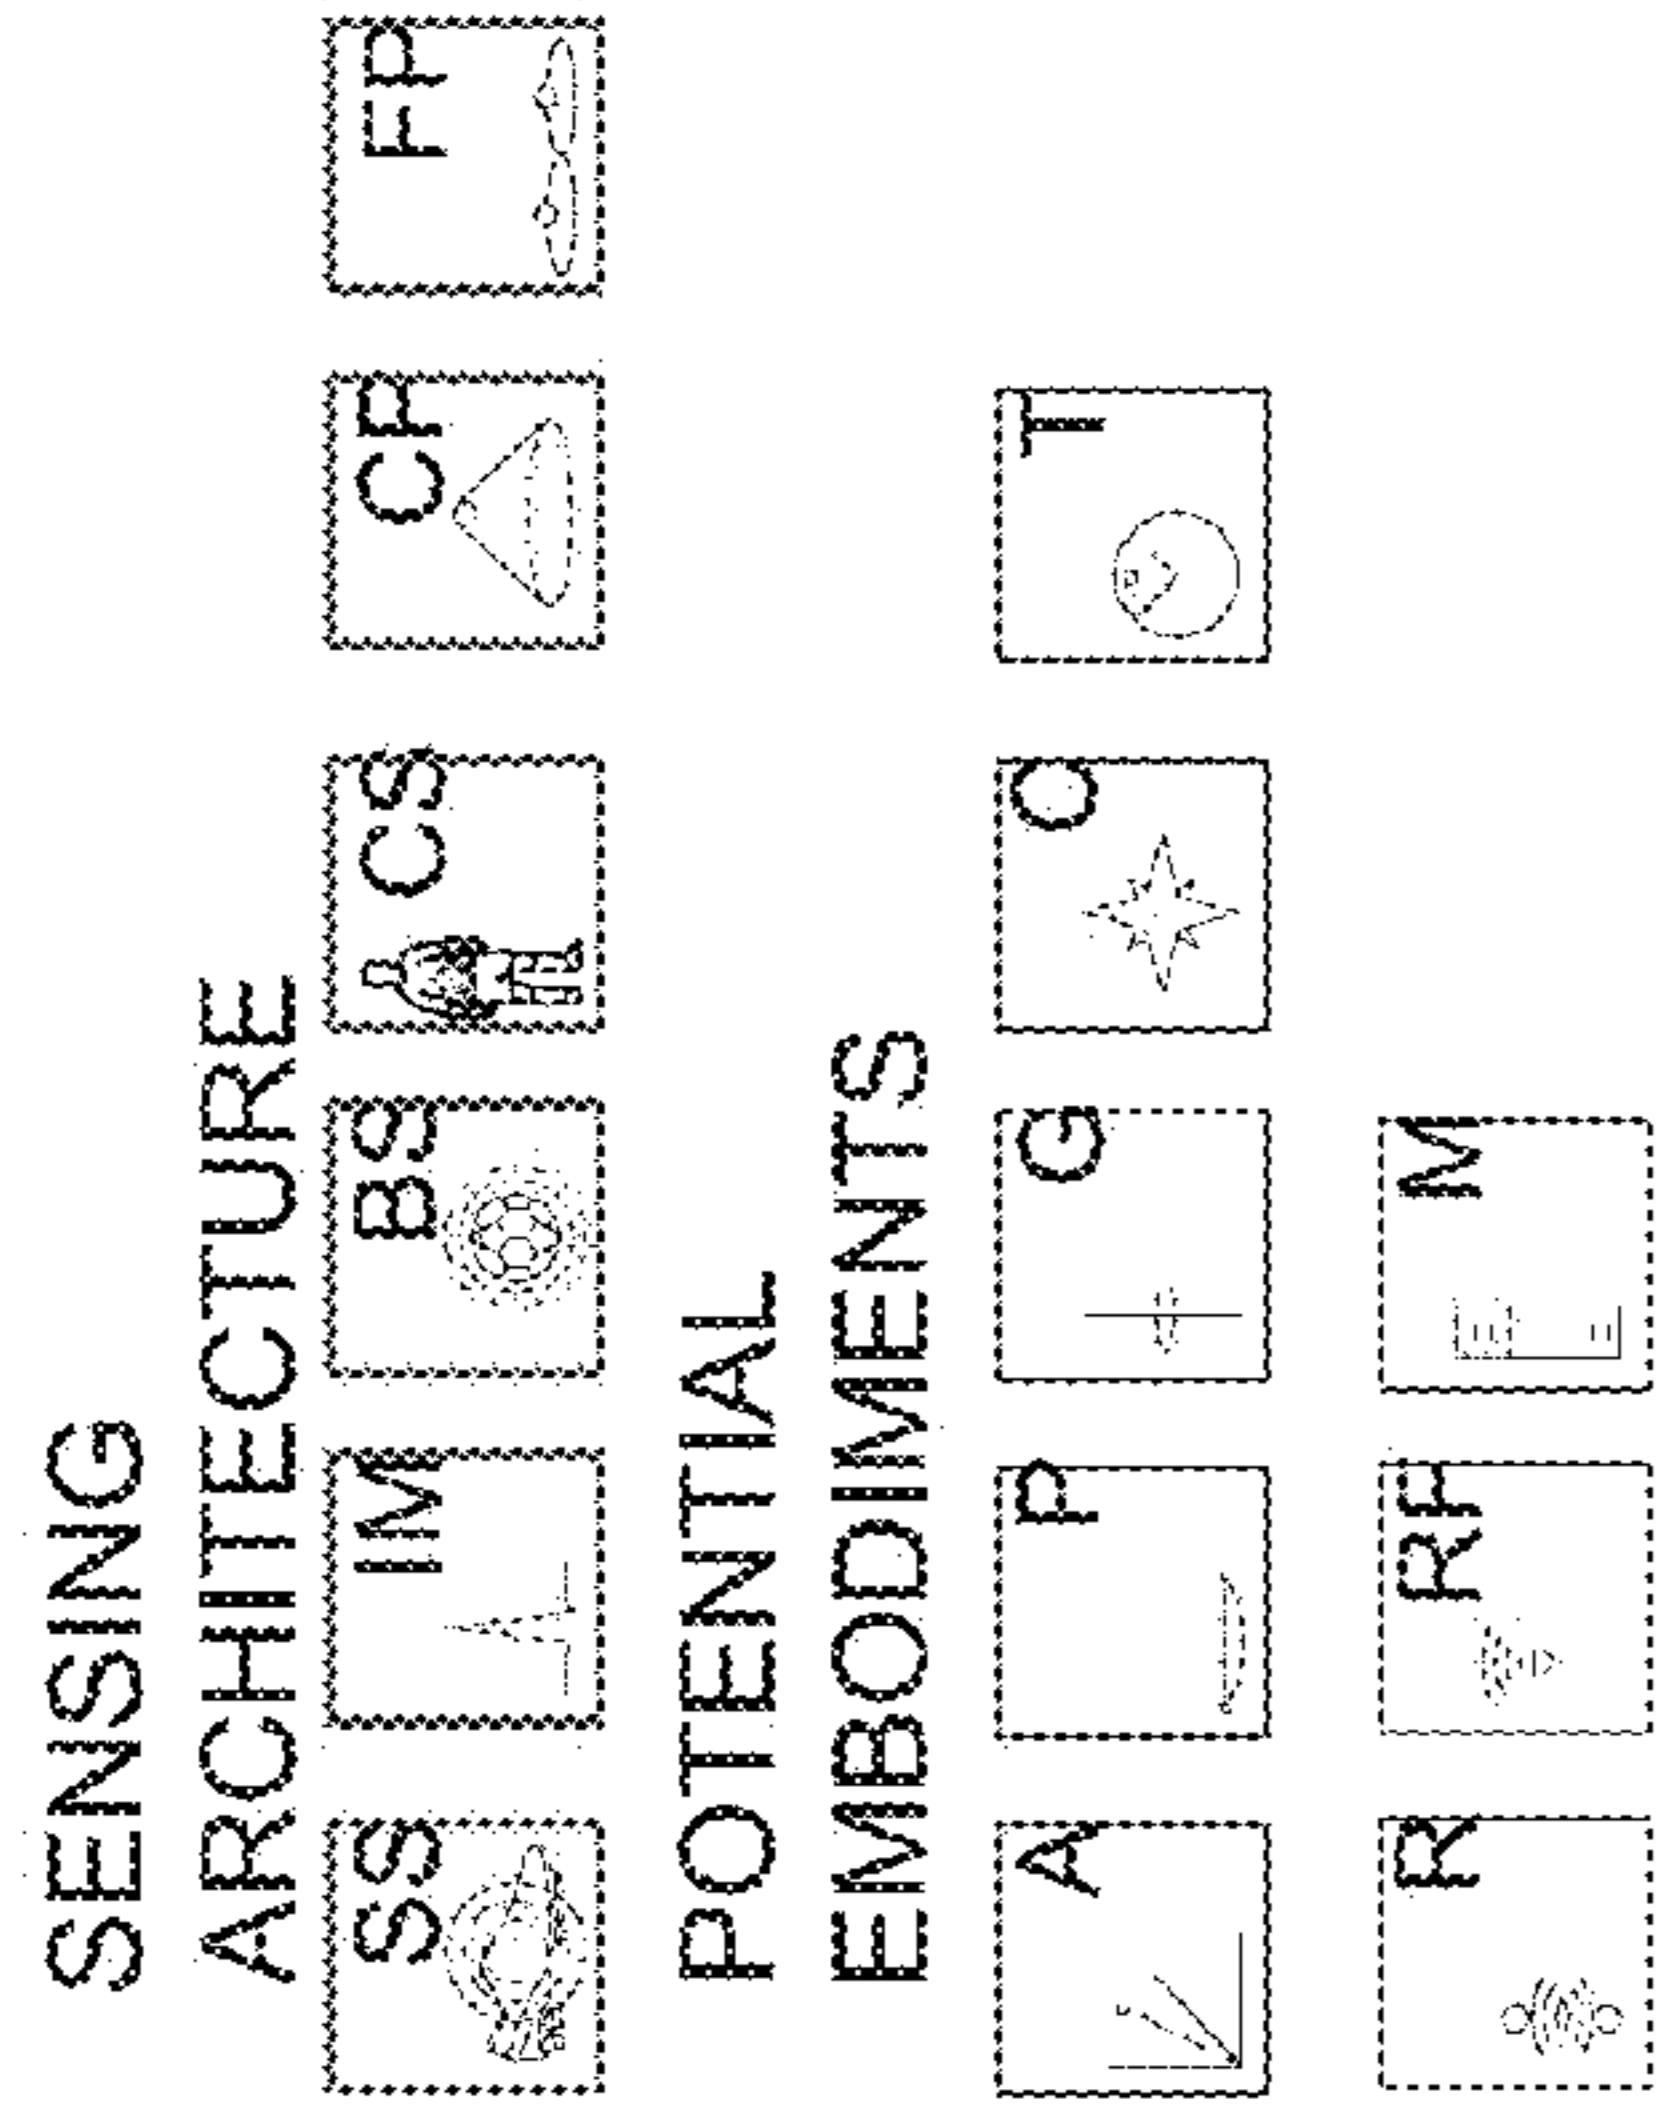 SENSING
ARCHITECTURE
SS IM BS CS CP FP
POTENTIAL
EMBODIMENTS
A P G O T
R RF M